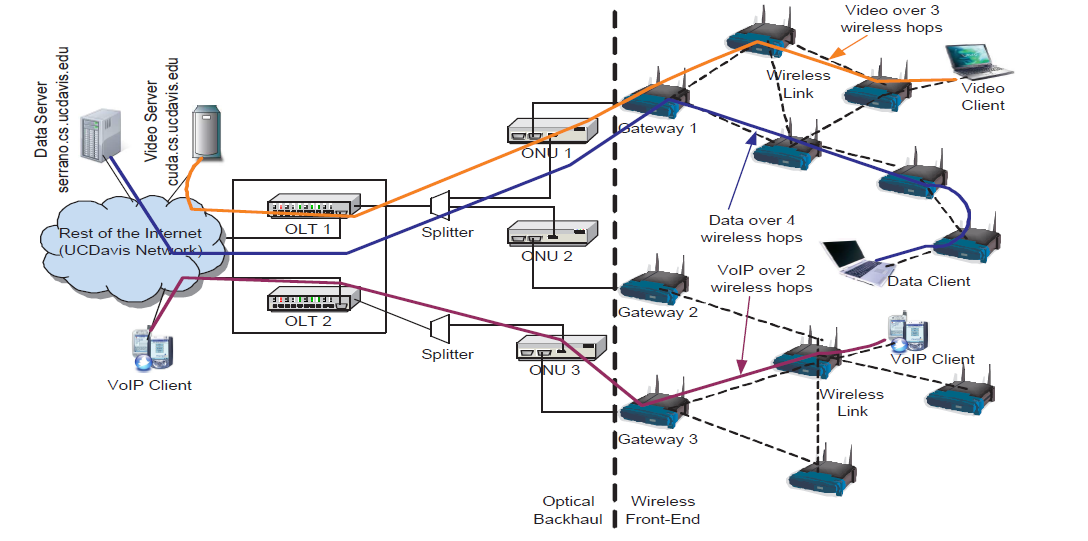 Data Server
serrano.cs.ucdavis.edu
Video Server
cuda.cs.ucdavis.edu
Rest of the Internet
(UCDavis Network)
VoIP Client
OLT 1
OLT 2
Splitter
Splitter
ONU 1
ONU 2
ONU 3
Gateway 1
Gateway 2
Gateway 3
Video over 3
wireless hops
Wireless
Link
Video
Client
Data over 4
wireless hops
Data Client
VoIP over 2
wireless hops
VoIP Client
Wireless
Link
Optical
Backhaul
Wireless
Front-End